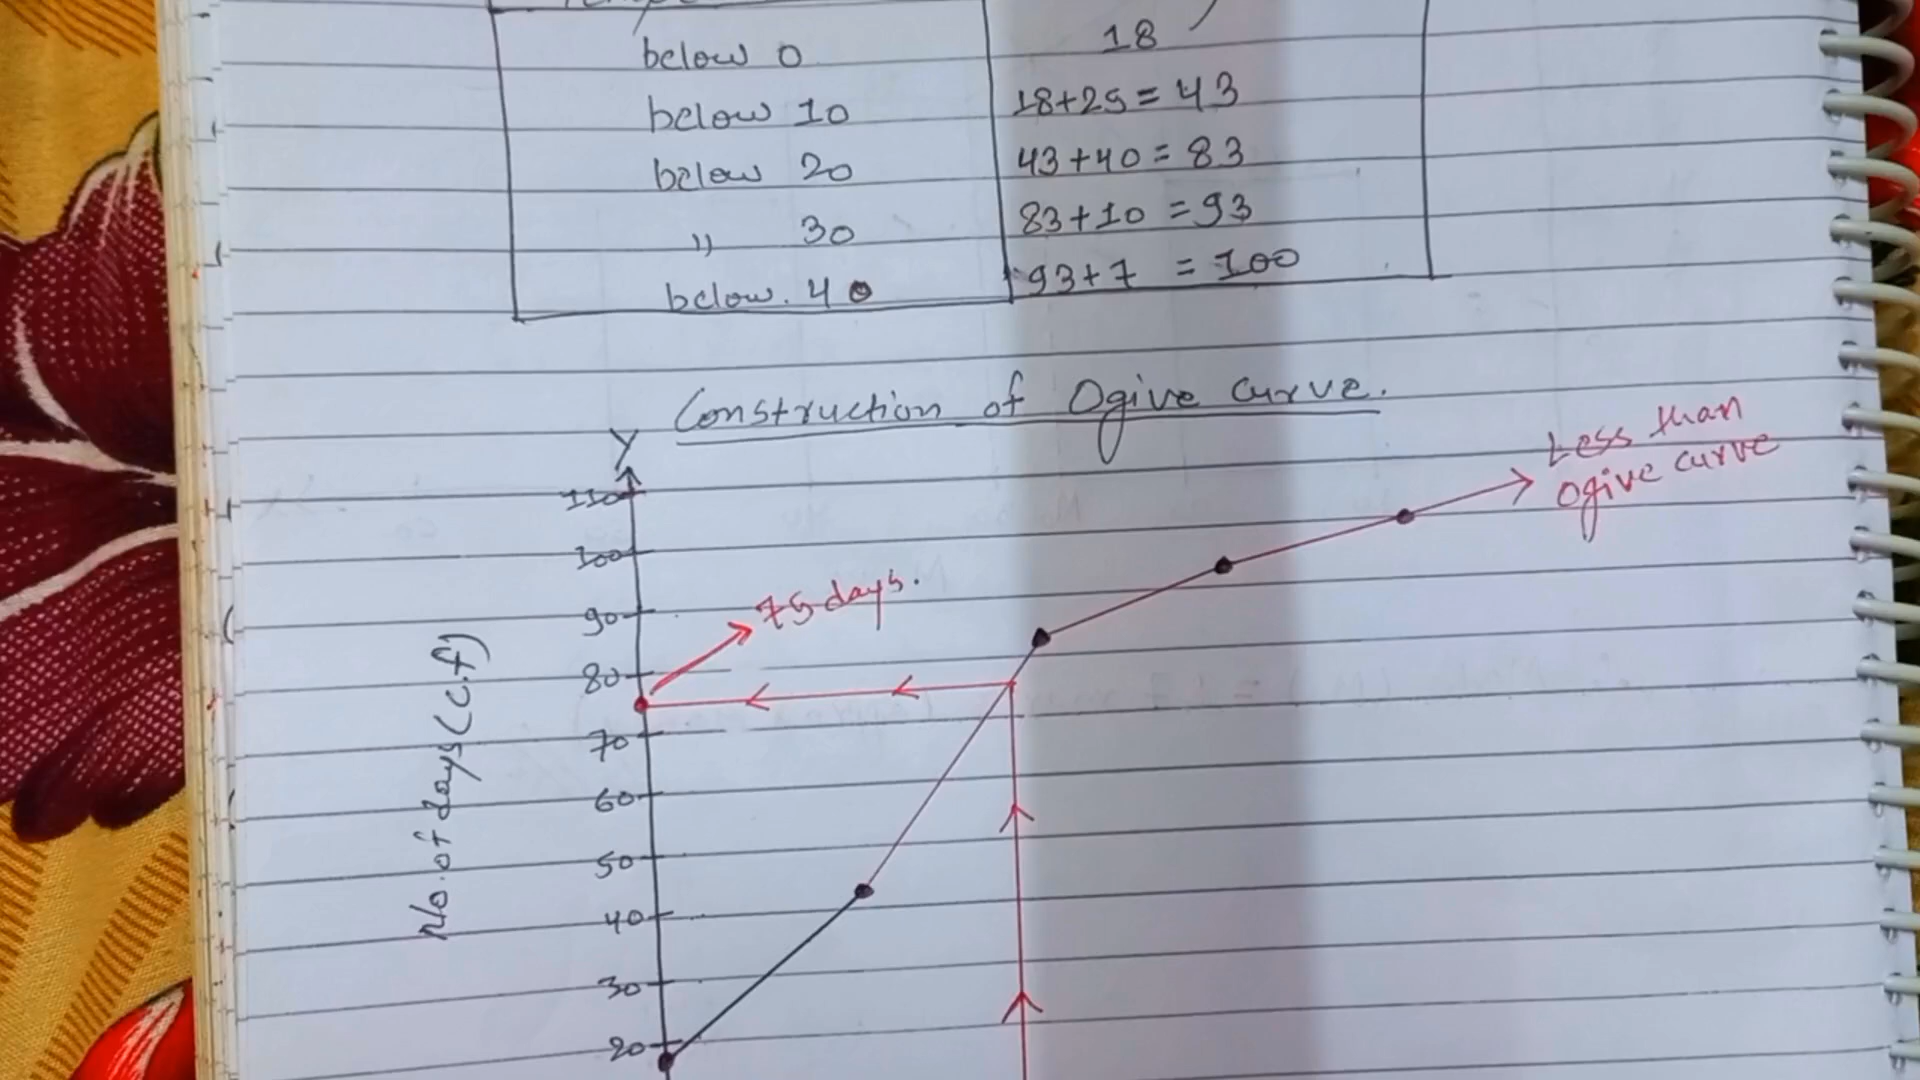 below 0 18
below 10 18+25=43
below 20 43+40=83
〃 30 83+10=93
below. 40 93+7=100
Construction of Ogive curve.
Y
Less than
Ogive curve
110
100
75 days.
90
80
70
60
50
40
30
20
No. of days (c.f)